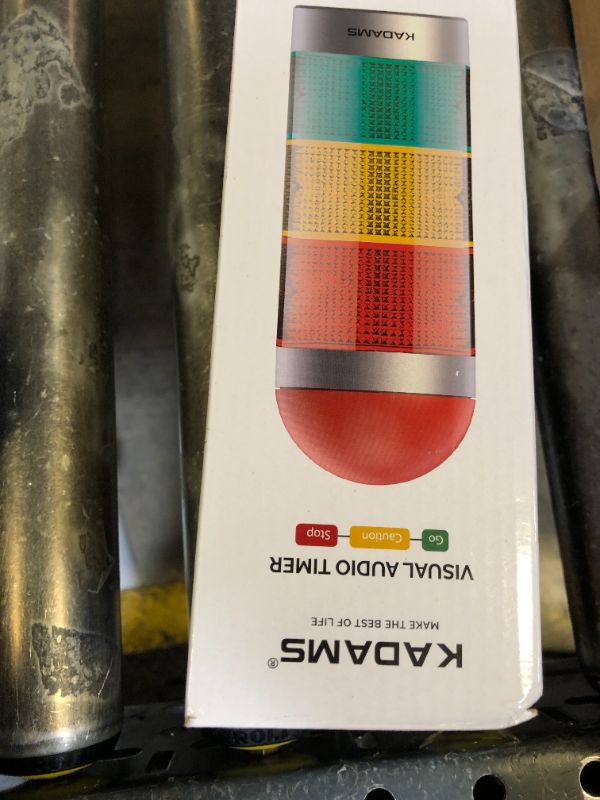 KADAMS®
MAKE THE BEST OF LIFE
VISUAL AUDIO TIMER
Go Caution Stop
KADAMS